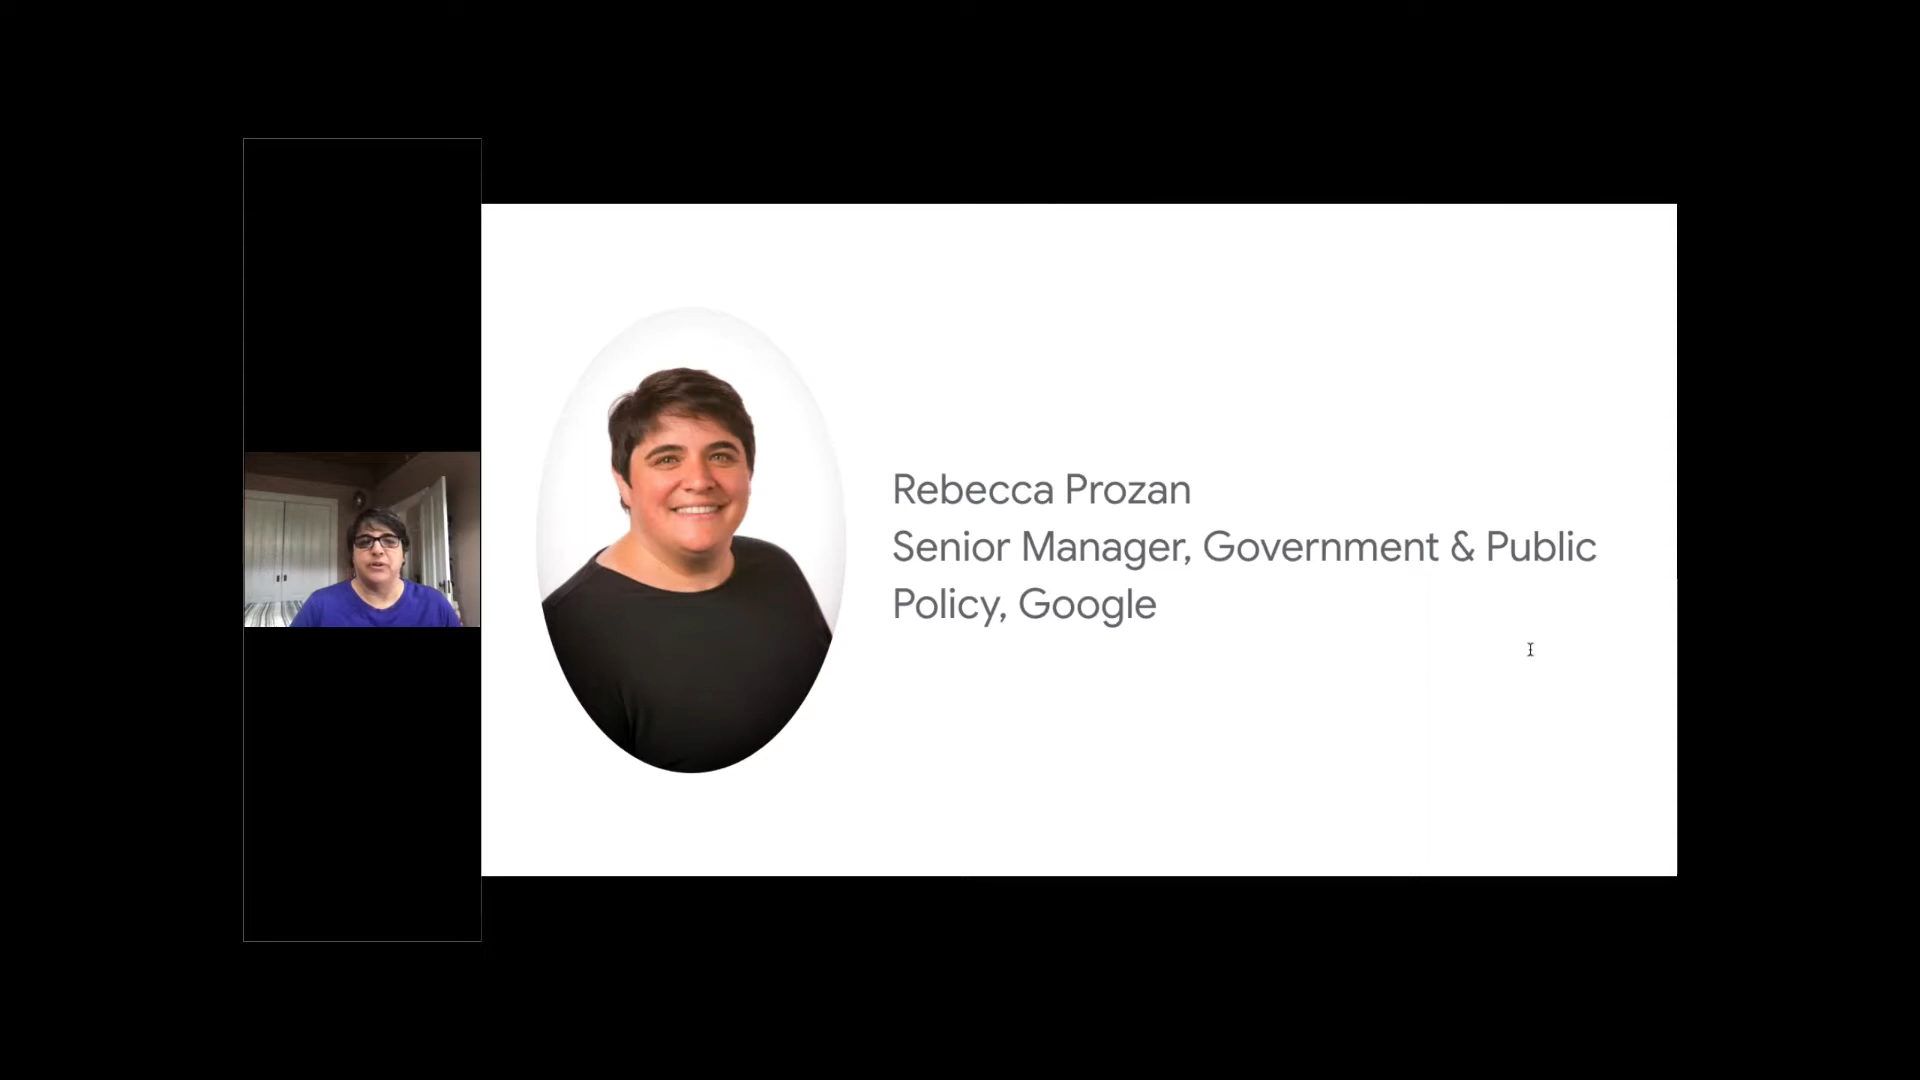 Rebecca Prozan
Senior Manager, Government & Public
Policy, Google